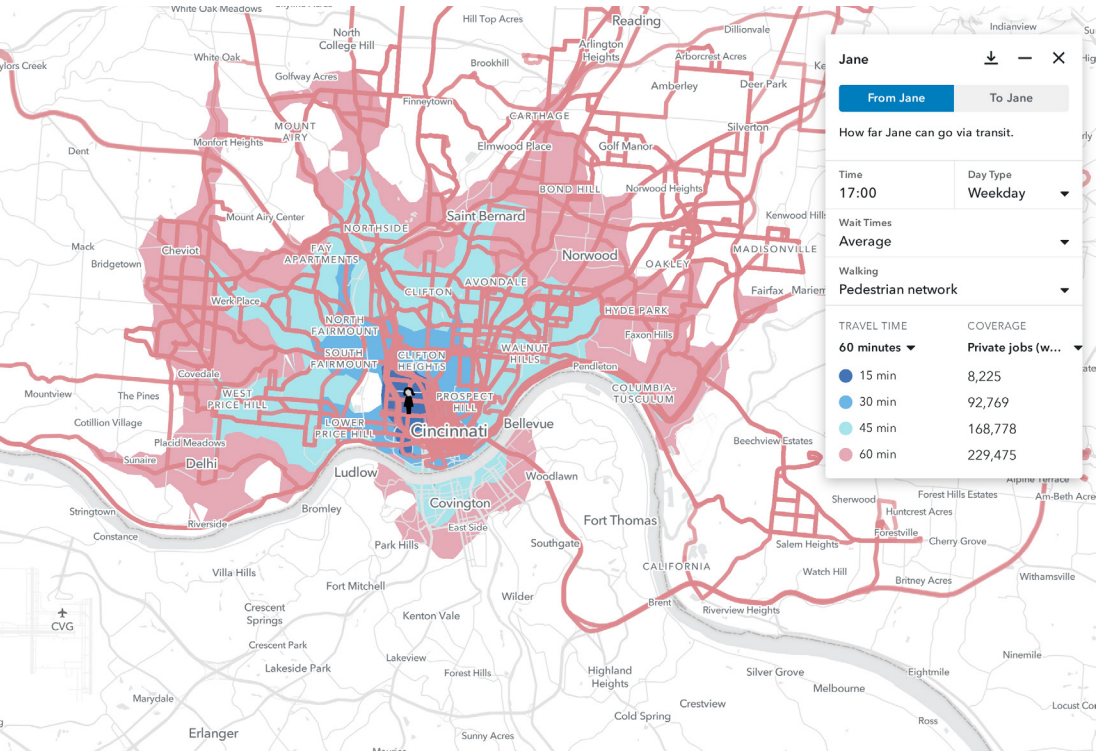 White Oak Meadows
Hill Top Acres
Reading
Dillionvale
Indianview
North
College Hill
Arlington
Heights
White Oak
Brookhill
Arborcrest Acres
Golfway Acres
Amberley
Deer Park
Finneytown
CARTHAGE
MOUNT
AIRY
Silverton
Monfort Heights
Elmwood Place
Golf Manor
Dent
BOND HILL
Norwood Heights
Mount Airy Center
Saint Bernard
Kenwood Hills
NORTHSIDE
Mack
Cheviot
FAY
APARTMENTS
Norwood
MADISONVILLE
Bridgetown
OAKLEY
AVONDALE
CLIFTON
Fairfax
Werk Place
HYDE PARK
NORTH
FAIRMOUNT
Faxon Hills
WALNUT
HILLS
SOUTH
FAIRMOUNT
CLIFTON
HEIGHTS
Pendleton
Covedale
COLUMBIA-
TUSCULUM
Mountview
The Pines
WEST
PRICE HILL
PROSPECT
HILL
Cotillion Village
LOWER
PRICE HILL
Cincinnati
Bellevue
Placid Meadows
Beechview Estates
Sunaire
Delhi
Ludlow
Woodlawn
Alpine Terrace
Sherwood
Forest Hills Estates
Am-Beth Acre
Stringtown
Bromley
Covington
Huntcrest Acres
Riverside
Fort Thomas
East Side
Forestville
Constance
Cherry Grove
Park Hills
Southgate
Salem Heights
CALIFORNIA
Villa Hills
Watch Hill
Withamsville
Fort Mitchell
Britney Acres
Wilder
Brent
Riverview Heights
CVG
Crescent
Springs
Kenton Vale
Crescent Park
Lakeview
Ninemile
Lakeside Park
Forest Hills
Highland
Heights
Silver Grove
Eightmile
Melbourne
Marydale
Crestview
Locust Co
Cold Spring
Ross
Erlanger
Sunny Acres
Jane
From Jane
To Jane
How far Jane can go via transit.
Time
17:00
Day Type
Weekday
Wait Times
Average
Walking
Pedestrian network
TRAVEL TIME COVERAGE
60 minutes Private jobs (w...
15 min 8,225
30 min 92,769
45 min 168,778
60 min 229,475